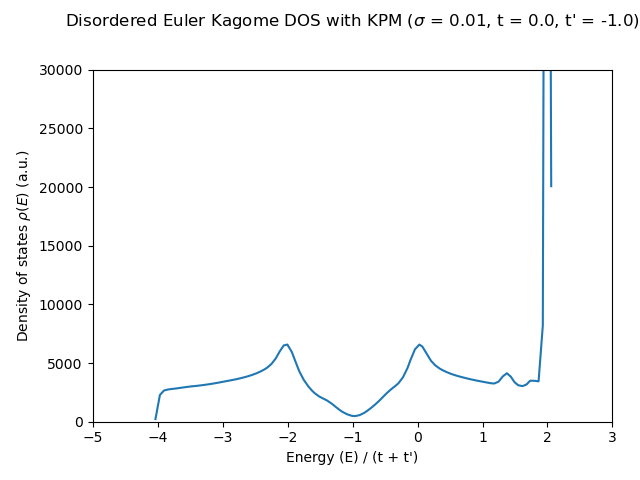 Disordered Euler Kagome DOS with KPM (σ = 0.01, t = 0.0, t' = -1.0)
30000
25000
20000
15000
10000
5000
0
Density of states ρ(E) (a.u.)
−5 −4 −3 −2 −1 0 1 2 3
Energy (E) / (t + t')